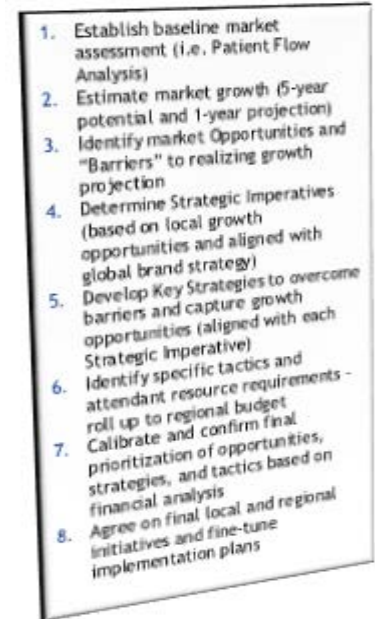 1. Establish baseline market
assessment (i.e. Patient Flow
Analysis)
2. Estimate market growth (5-year
potential and 1-year projection)
3. Identify market Opportunities and
"Barriers" to realizing growth
projection
4. Determine Strategic Imperatives
(based on local growth
opportunities and aligned with
global brand strategy)
5. Develop Key Strategies to overcome
barriers and capture growth
opportunities (aligned with each
Strategic Imperative)
6. Identify specific tactics and
attendant resource requirements -
roll up to regional budget
7. Calibrate and confirm final
prioritization of opportunities,
strategies, and tactics based on
financial analysis
8. Agree on final local and regional
initiatives and fine-tune
implementation plans